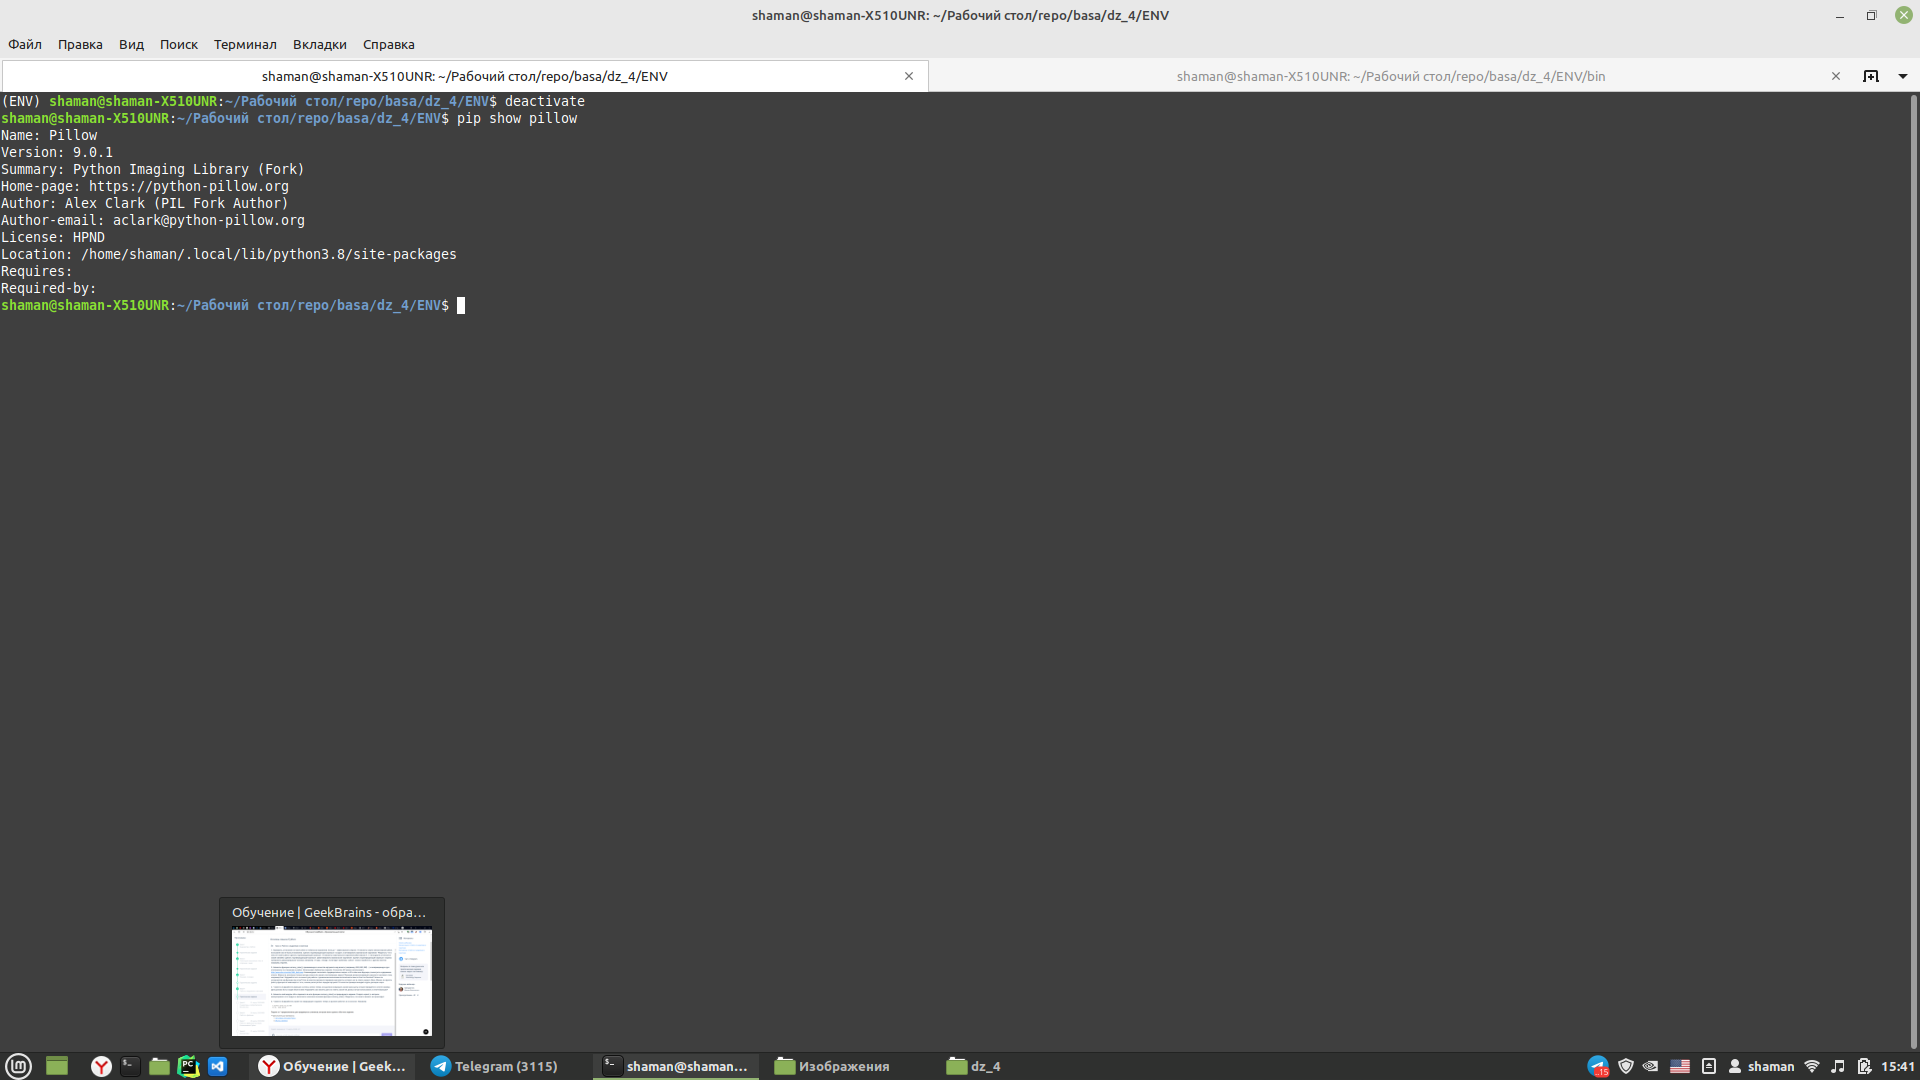 shaman@shaman-X510UNR: ~/Рабочий стол/repo/basa/dz_4/ENV
Файл Правка Вид Поиск Терминал Вкладки Справка
shaman@shaman-X510UNR: ~/Рабочий стол/repo/basa/dz_4/ENV
shaman@shaman-X510UNR: ~/Рабочий стол/repo/basa/dz_4/ENV/bin
(ENV) shaman@shaman-X510UNR:~/Рабочий стол/repo/basa/dz_4/ENV$ deactivate
shaman@shaman-X510UNR:~/Рабочий стол/repo/basa/dz_4/ENV$ pip show pillow
Name: Pillow
Version: 9.0.1
Summary: Python Imaging Library (Fork)
Home-page: https://python-pillow.org
Author: Alex Clark (PIL Fork Author)
Author-email: aclark@python-pillow.org
License: HPND
Location: /home/shaman/.local/lib/python3.8/site-packages
Requires:
Required-by:
shaman@shaman-X510UNR:~/Рабочий стол/repo/basa/dz_4/ENV$
Обучение | GeekBrains - обра...
Обучение | Geek...
Telegram (3115)
shaman@shaman...
Изображения
dz_4
shaman
15:41